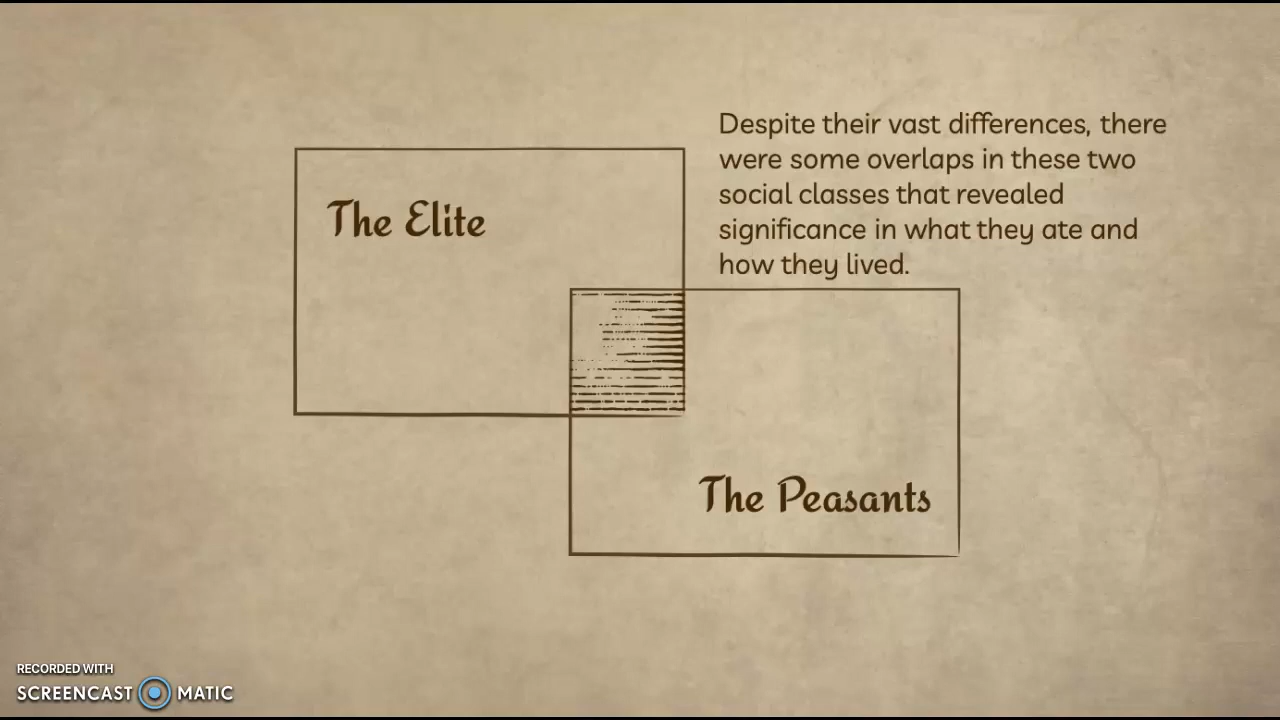 Despite their vast differences, there
were some overlaps in these two
social classes that revealed
significance in what they ate and
how they lived.
The Elite
The Peasants
RECORDED WITH
SCREENCAST MATIC